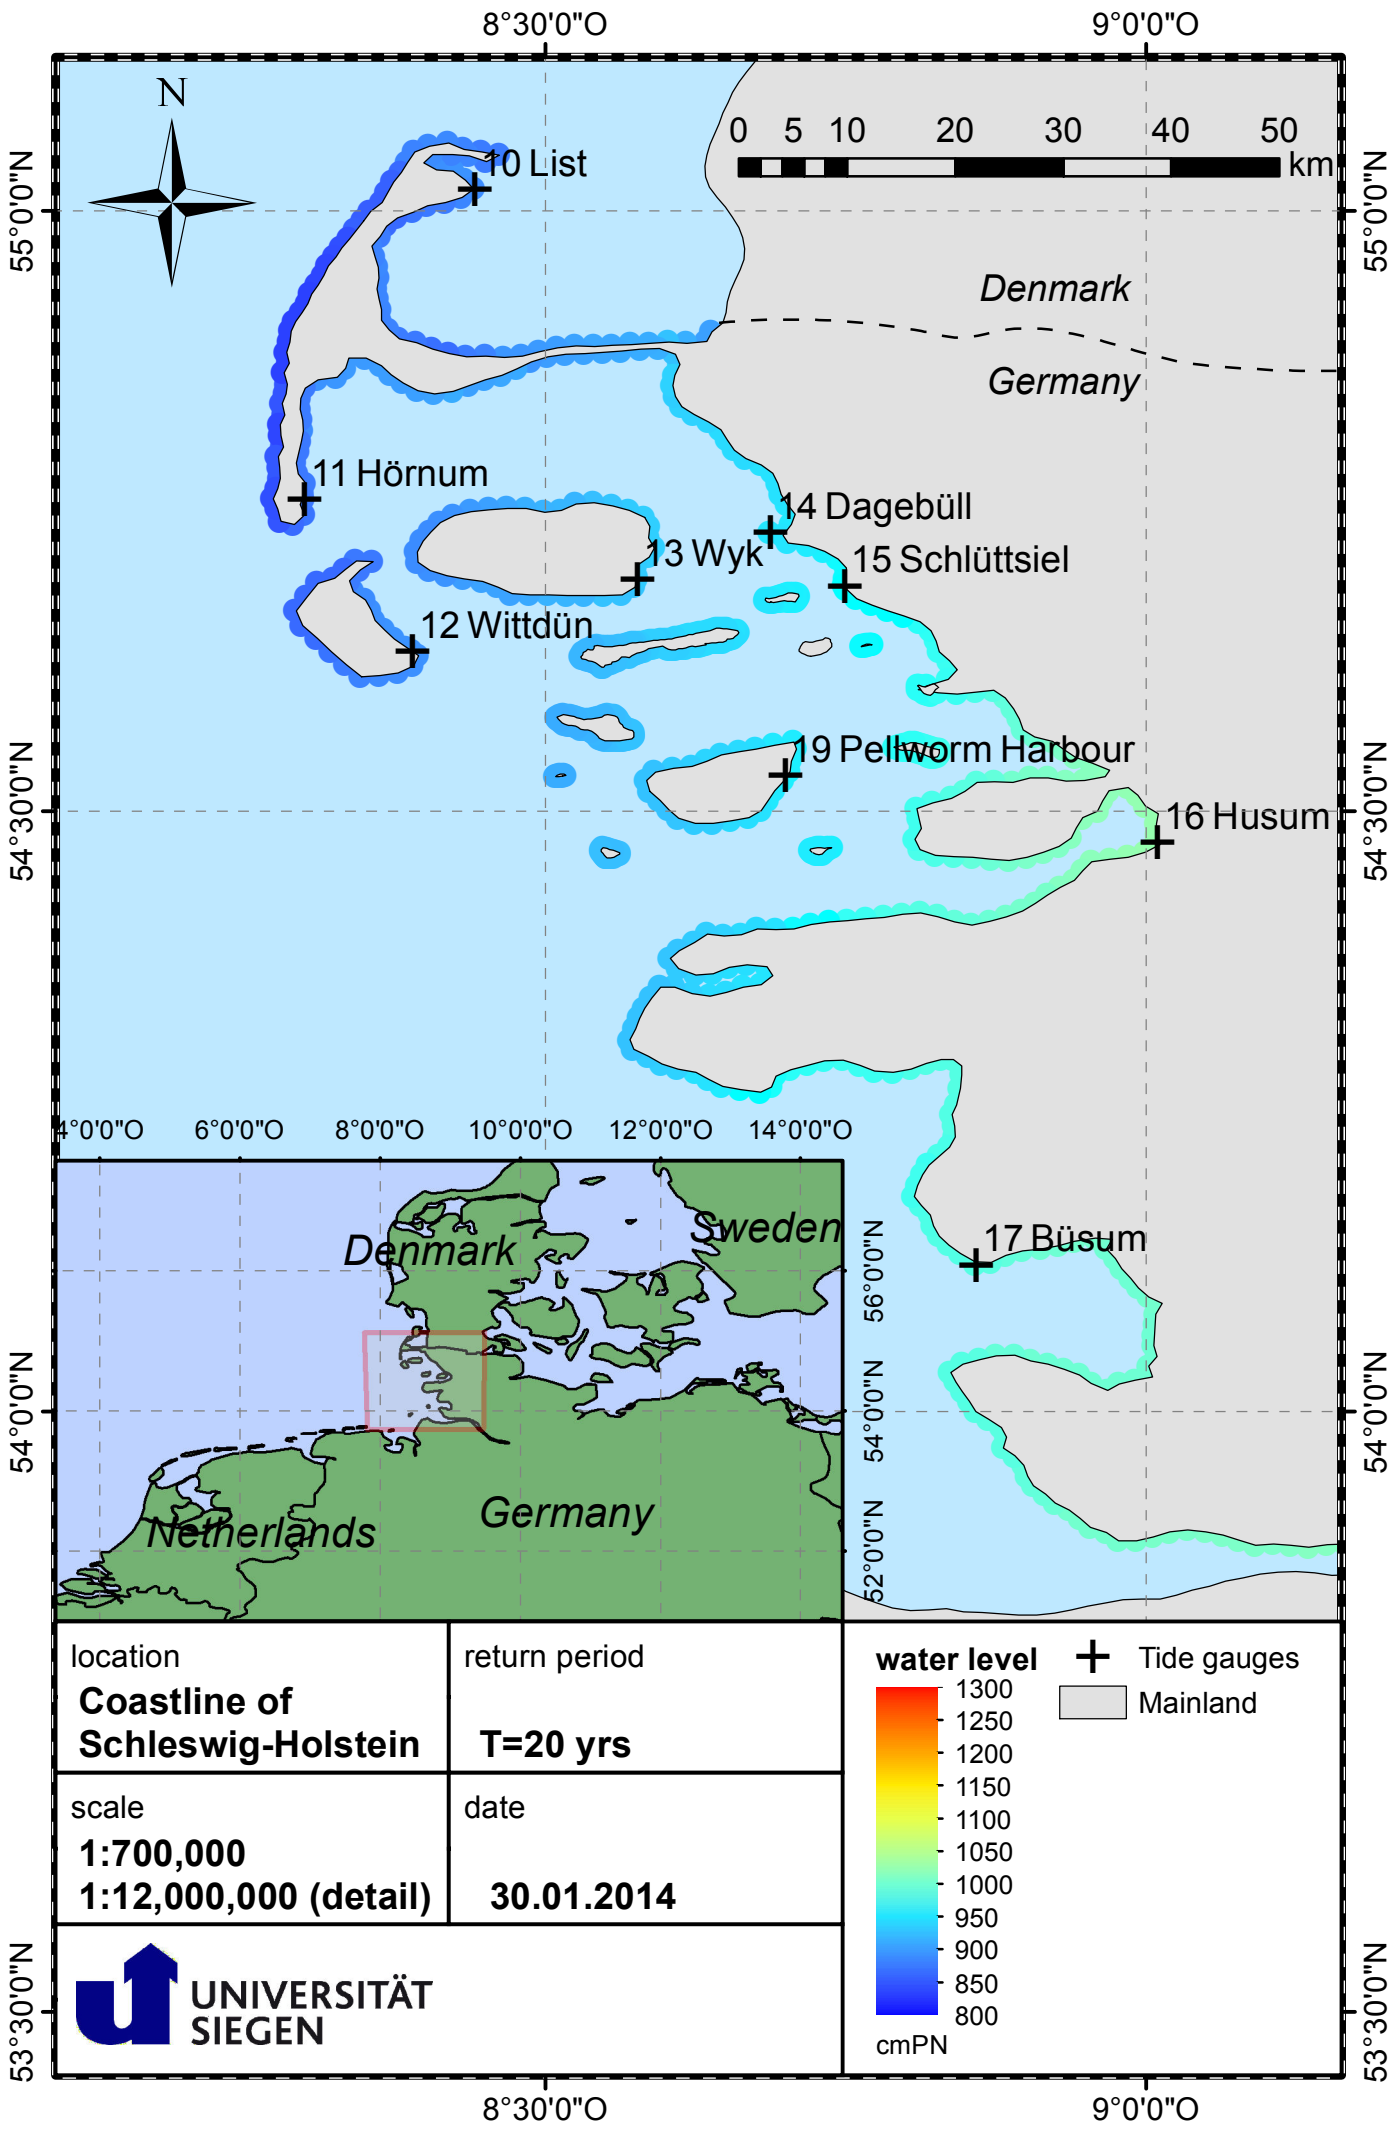 8°30'0"O
9°0'0"O
N
0 5 10 20 30 40 50
km
10 List
55°0'0"N
55°0'0"N
Denmark
Germany
11 Hörnum
14 Dagebüll
13 Wyk
15 Schlüttsiel
12 Wittdün
19 Pellworm Harbour
54°30'0"N
16 Husum
54°30'0"N
4°0'0"O 6°0'0"O 8°0'0"O 10°0'0"O 12°0'0"O 14°0'0"O
17 Büsum
Sweden
Denmark
56°0'0"N
54°0'0"N
54°0'0"N
54°0'0"N
Germany
Netherlands
52°0'0"N
location
Coastline of
Schleswig-Holstein
return period
T=20 yrs
scale
1:700,000
1:12,000,000 (detail)
date
30.01.2014
UNIVERSITÄT
SIEGEN
water level
1300
1250
1200
1150
1100
1050
1000
950
900
850
800
cmPN
Tide gauges
Mainland
53°30'0"N
53°30'0"N
8°30'0"O
9°0'0"O